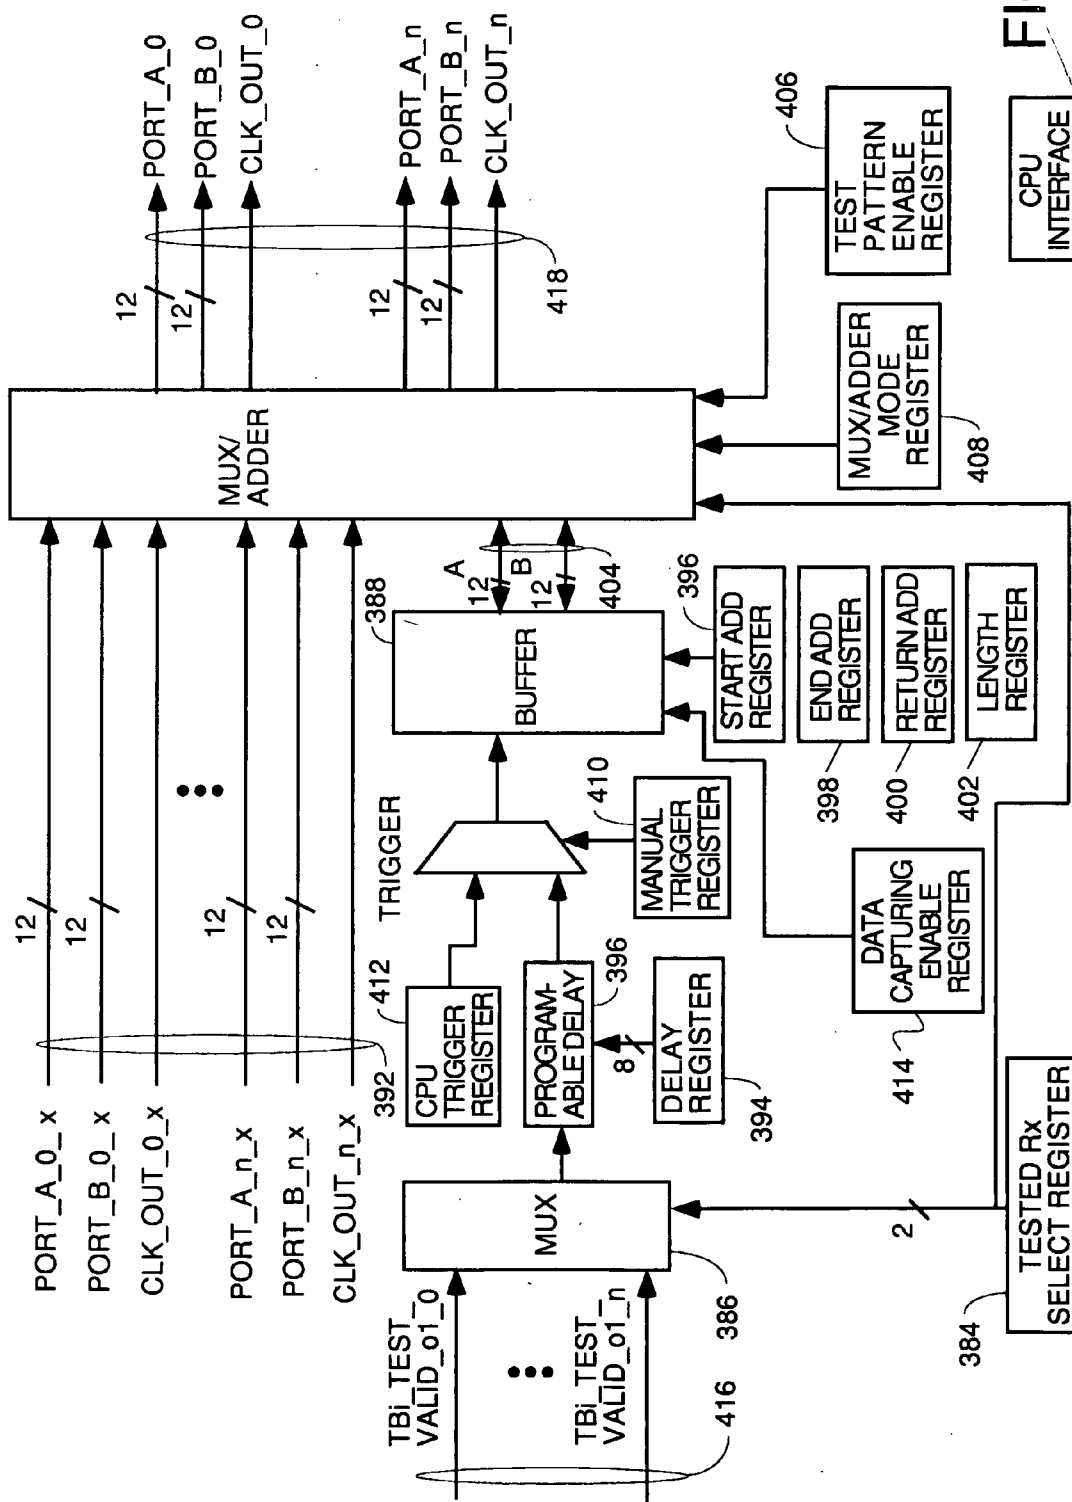 PORT_A_0_x
PORT_B_0_x
CLK_OUT_0_x
PORT_A_n_x
PORT_B_n_x
CLK_OUT_n_x
392
12
12
12
12
MUX/
ADDER
12
12
12
12
PORT_A_0
PORT_B_0
CLK_OUT_0
PORT_A_n
PORT_B_n
CLK_OUT_n
418
TBi_TEST_
VALID_o1_0
TBi_TEST_
VALID_o1_n
416
MUX
386
CPU
TRIGGER
REGISTER
412
PROGRAM-
ABLE DELAY
396
8
DELAY
REGISTER
394
TRIGGER
MANUAL
TRIGGER
REGISTER
410
BUFFER
388
A
12
B
12
404
START ADD
REGISTER
396
END ADD
REGISTER
398
RETURN ADD
REGISTER
400
LENGTH
REGISTER
402
DATA
CAPTURING
ENABLE
REGISTER
414
2
TESTED Rx
SELECT REGISTER
384
MUX/ADDER
MODE
REGISTER
408
TEST
PATTERN
ENABLE
REGISTER
406
CPU
INTERFACE